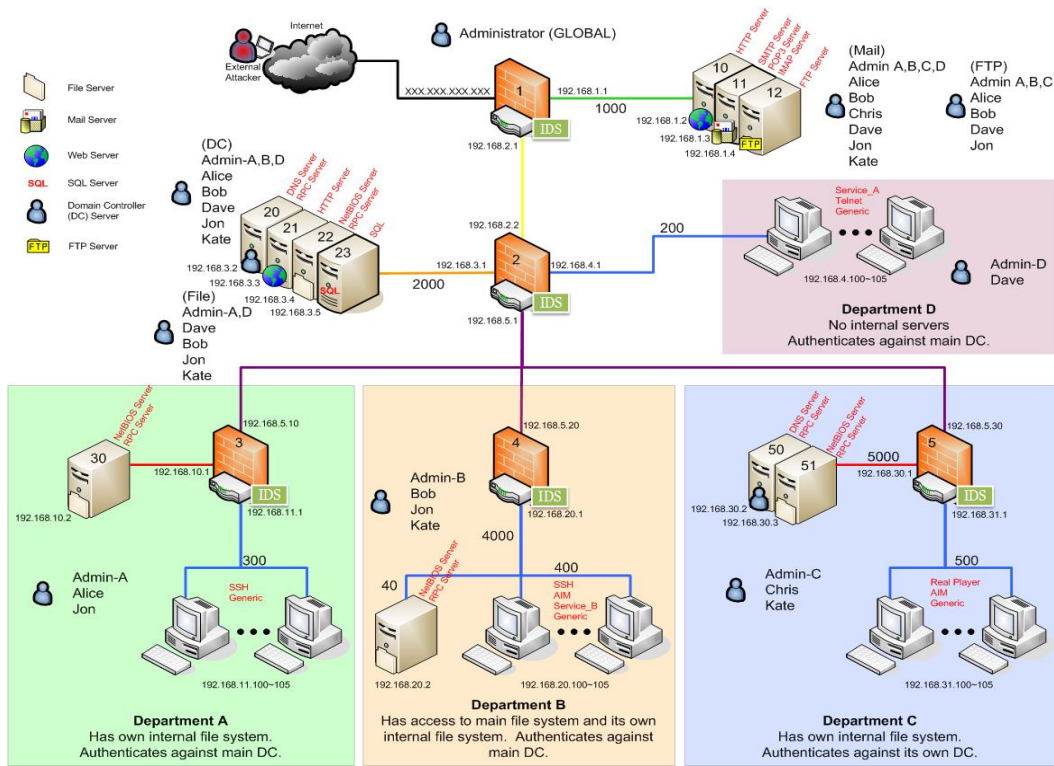 Internet
Administrator (GLOBAL)
External
Attacker
XXX.XXX.XXX.XXX
1
IDS
192.168.1.1
1000
192.168.2.1
HTTP Server
SMTP Server
POP3 Server
IMAP Server
FTP Server
10
11
12
192.168.1.2
192.168.1.3
192.168.1.4
FTP
(Mail)
Admin A,B,C,D
Alice
Bob
Chris
Dave
Jon
Kate
(FTP)
Admin A,B,C
Alice
Bob
Dave
Jon
File Server
Mail Server
Web Server
SQL
SQL Server
Domain Controller
(DC) Server
FTP
FTP Server
(DC)
Admin-A,B,D
Alice
Bob
Dave
Jon
Kate
DNS Server
RPC Server
HTTP Server
NetBIOS Server
RPC Server
SQL
20
21
22
23
SQL
192.168.3.2
192.168.3.3
192.168.3.4
192.168.3.5
(File)
Admin-A,D
Dave
Bob
Jon
Kate
2000
192.168.3.1
192.168.2.2
2
IDS
192.168.4.1
192.168.5.1
200
Service_A
Telnet
Generic
192.168.4.100~105
Admin-D
Dave
Department D
No internal servers
Authenticates against main DC.
NetBIOS Server
RPC Server
30
192.168.10.2
192.168.10.1
192.168.5.10
3
IDS
192.168.11.1
300
SSH
Generic
Admin-A
Alice
Jon
192.168.11.100~105
Department A
Has own internal file system.
Authenticates against main DC.
192.168.5.20
4
IDS
192.168.20.1
Admin-B
Bob
Jon
Kate
4000
400
40
NetBIOS Server
RPC Server
SSH
AIM
Service_B
Generic
192.168.20.2
192.168.20.100~105
Department B
Has access to main file system and its own
internal file system. Authenticates against
main DC.
DNS Server
RPC Server
NetBIOS Server
RPC Server
50
51
192.168.30.2
192.168.30.3
5000
192.168.30.1
192.168.5.30
5
IDS
192.168.31.1
500
Real Player
AIM
Generic
Admin-C
Chris
Kate
192.168.31.100~105
Department C
Has own internal file system.
Authenticates against its own DC.